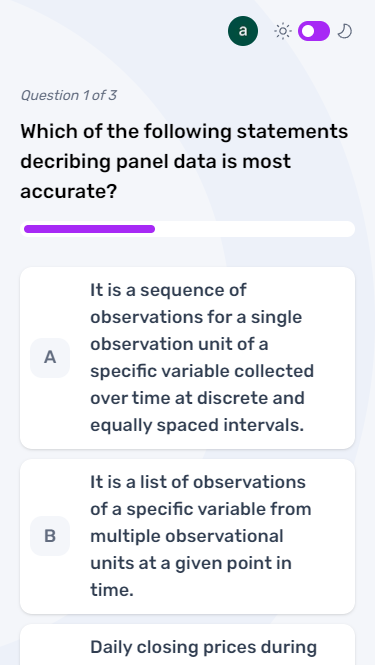 a
Question 1 of 3
Which of the following statements
decribing panel data is most
accurate?
A
It is a sequence of
observations for a single
observation unit of a
specific variable collected
over time at discrete and
equally spaced intervals.
B
It is a list of observations
of a specific variable from
multiple observational
units at a given point in
time.
Daily closing prices during